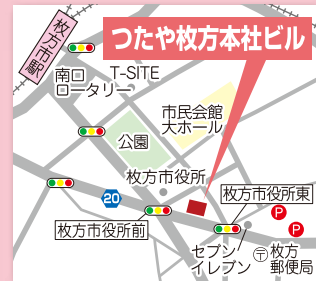 つたや枚方本社ビル
枚方市駅
南口
ロータリー
T-SITE
市民会館
大ホール
公園
枚方市役所
枚方市役所東
20
枚方市役所前
P
P
セブン
イレブン
〒枚方
郵便局